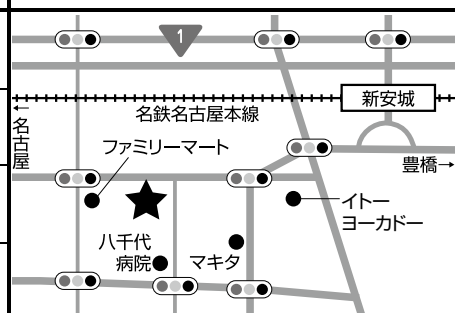 1
新安城
名鉄名古屋本線
←名古屋
ファミリーマート
豊橋→
イトー
ヨーカドー
八千代
病院
マキタ